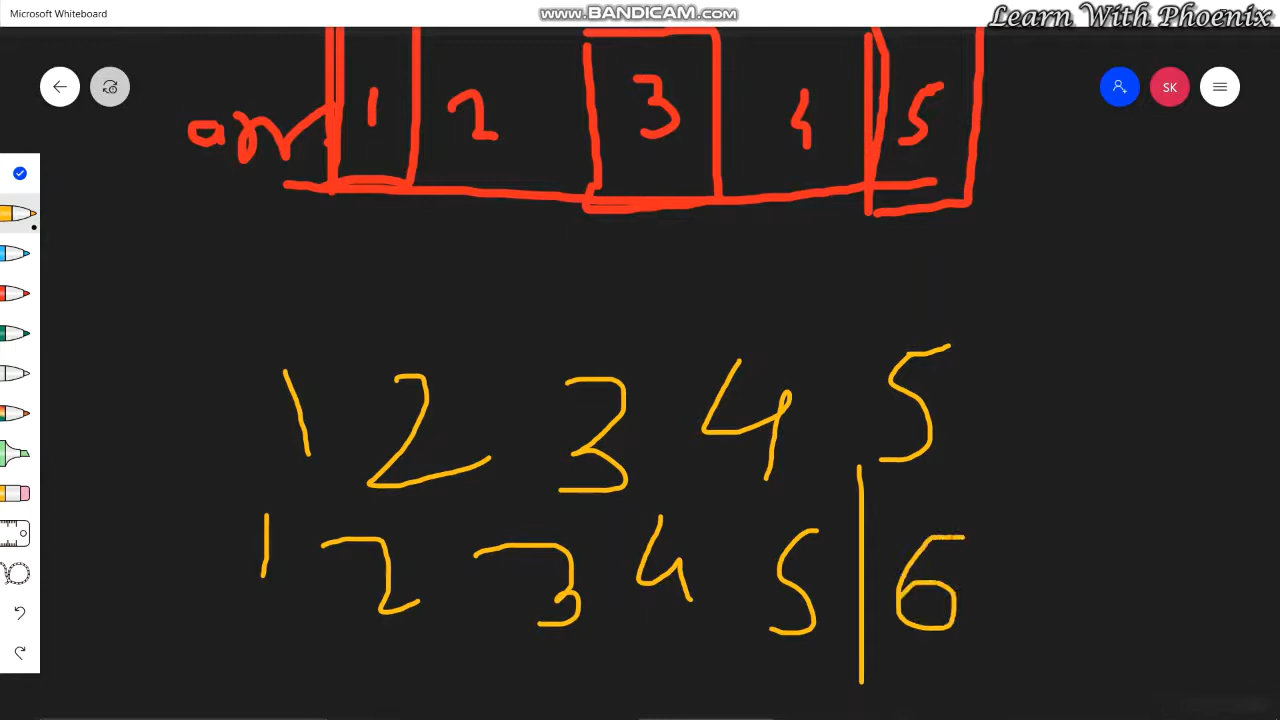 Microsoft Whiteboard
www.BANDICAM.com
Learn With Phoenix
SK
arr 1 2 3 4 5
1 2 3 4 5
1 2 3 4 5 6